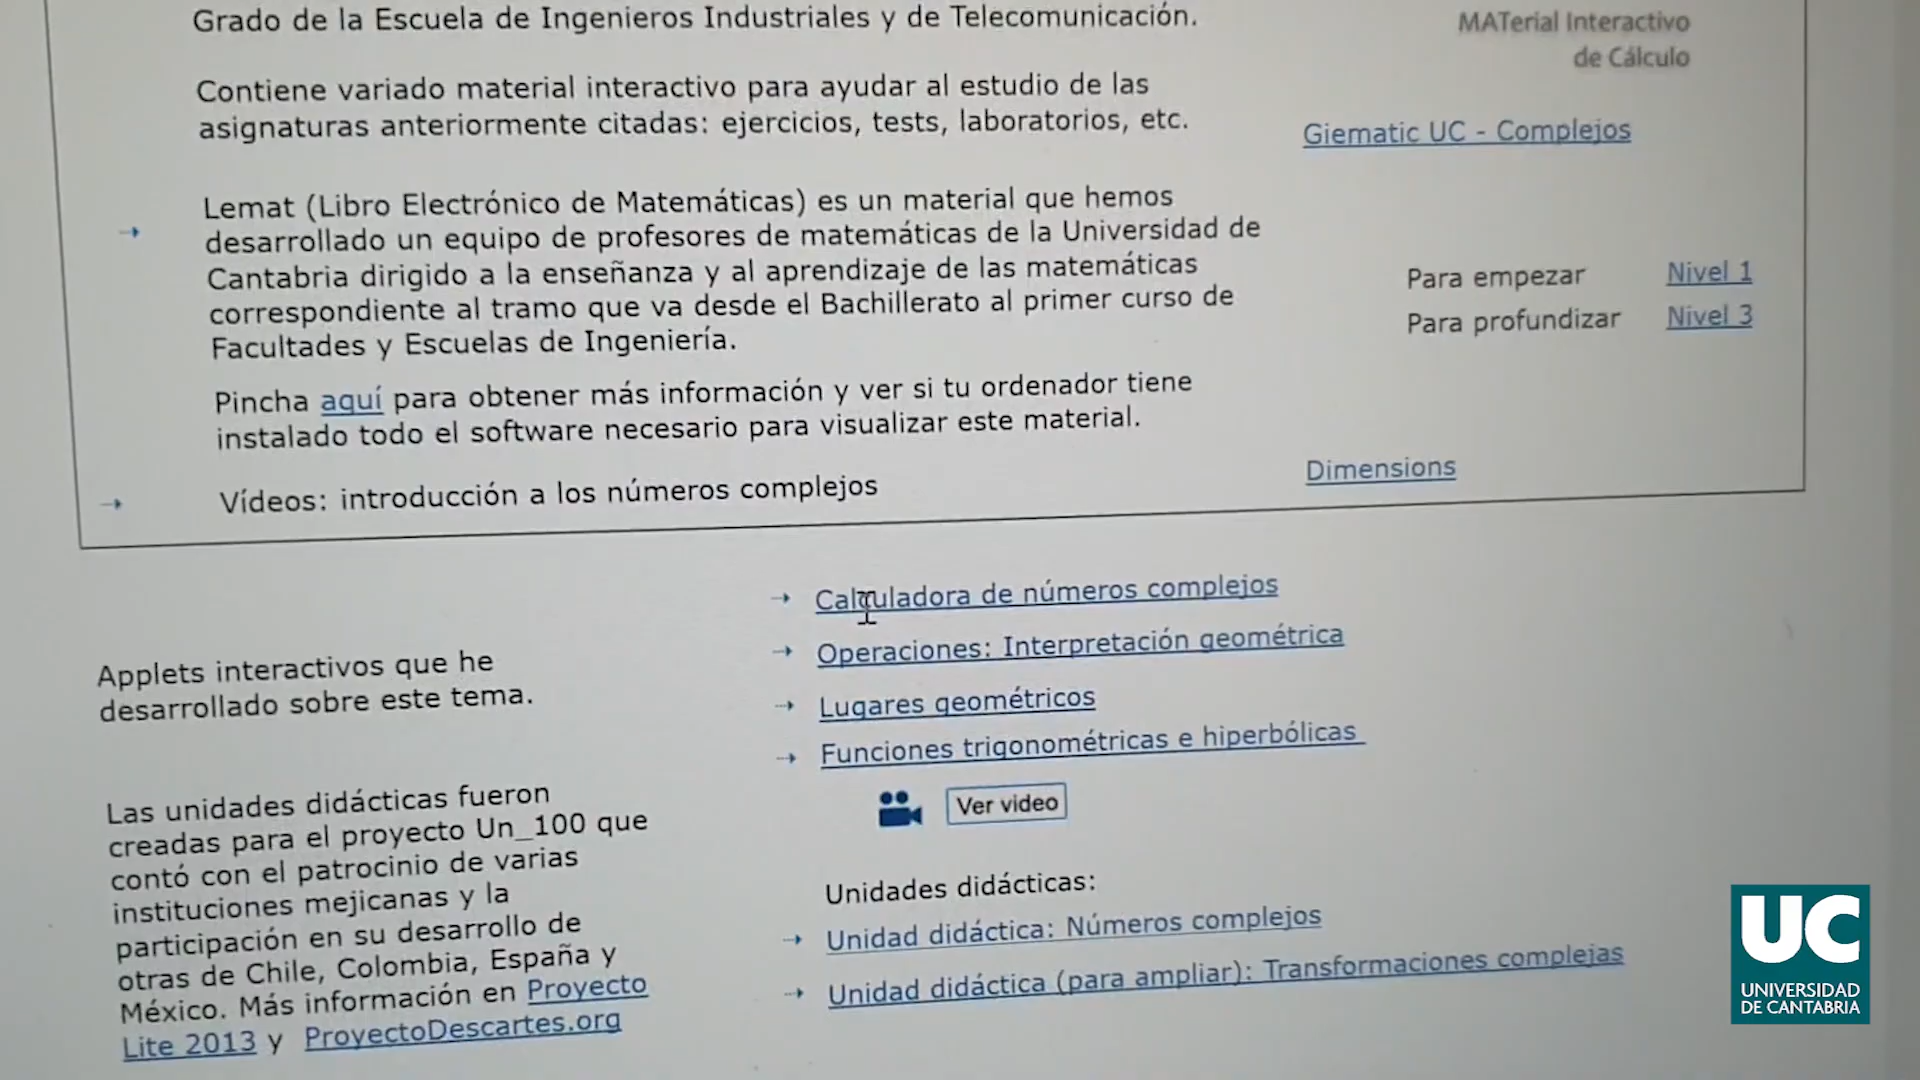 Grado de la Escuela de Ingenieros Industriales y de Telecomunicación.
MATerial Interactivo
de Cálculo
Contiene variado material interactivo para ayudar al estudio de las
asignaturas anteriormente citadas: ejercicios, tests, laboratorios, etc.
Giematic UC - Complejos
Lemat (Libro Electrónico de Matemáticas) es un material que hemos
desarrollado un equipo de profesores de matemáticas de la Universidad de
Cantabria dirigido a la enseñanza y al aprendizaje de las matemáticas
correspondiente al tramo que va desde el Bachillerato al primer curso de
Facultades y Escuelas de Ingeniería.
Para empezar Nivel 1
Para profundizar Nivel 3
Pincha aquí para obtener más información y ver si tu ordenador tiene
instalado todo el software necesario para visualizar este material.
Vídeos: introducción a los números complejos
Dimensions
Applets interactivos que he
desarrollado sobre este tema.
Calculadora de números complejos
Operaciones: Interpretación geométrica
Lugares geométricos
Funciones trigonométricas e hiperbólicas
Ver video
Las unidades didácticas fueron
creadas para el proyecto Un_100 que
contó con el patrocinio de varias
instituciones mejicanas y la
participación en su desarrollo de
otras de Chile, Colombia, España y
México. Más información en Proyecto
Lite 2013 y ProyectoDescartes.org
Unidades didácticas:
Unidad didáctica: Números complejos
Unidad didáctica (para ampliar): Transformaciones complejas
UC
UNIVERSIDAD
DE CANTABRIA